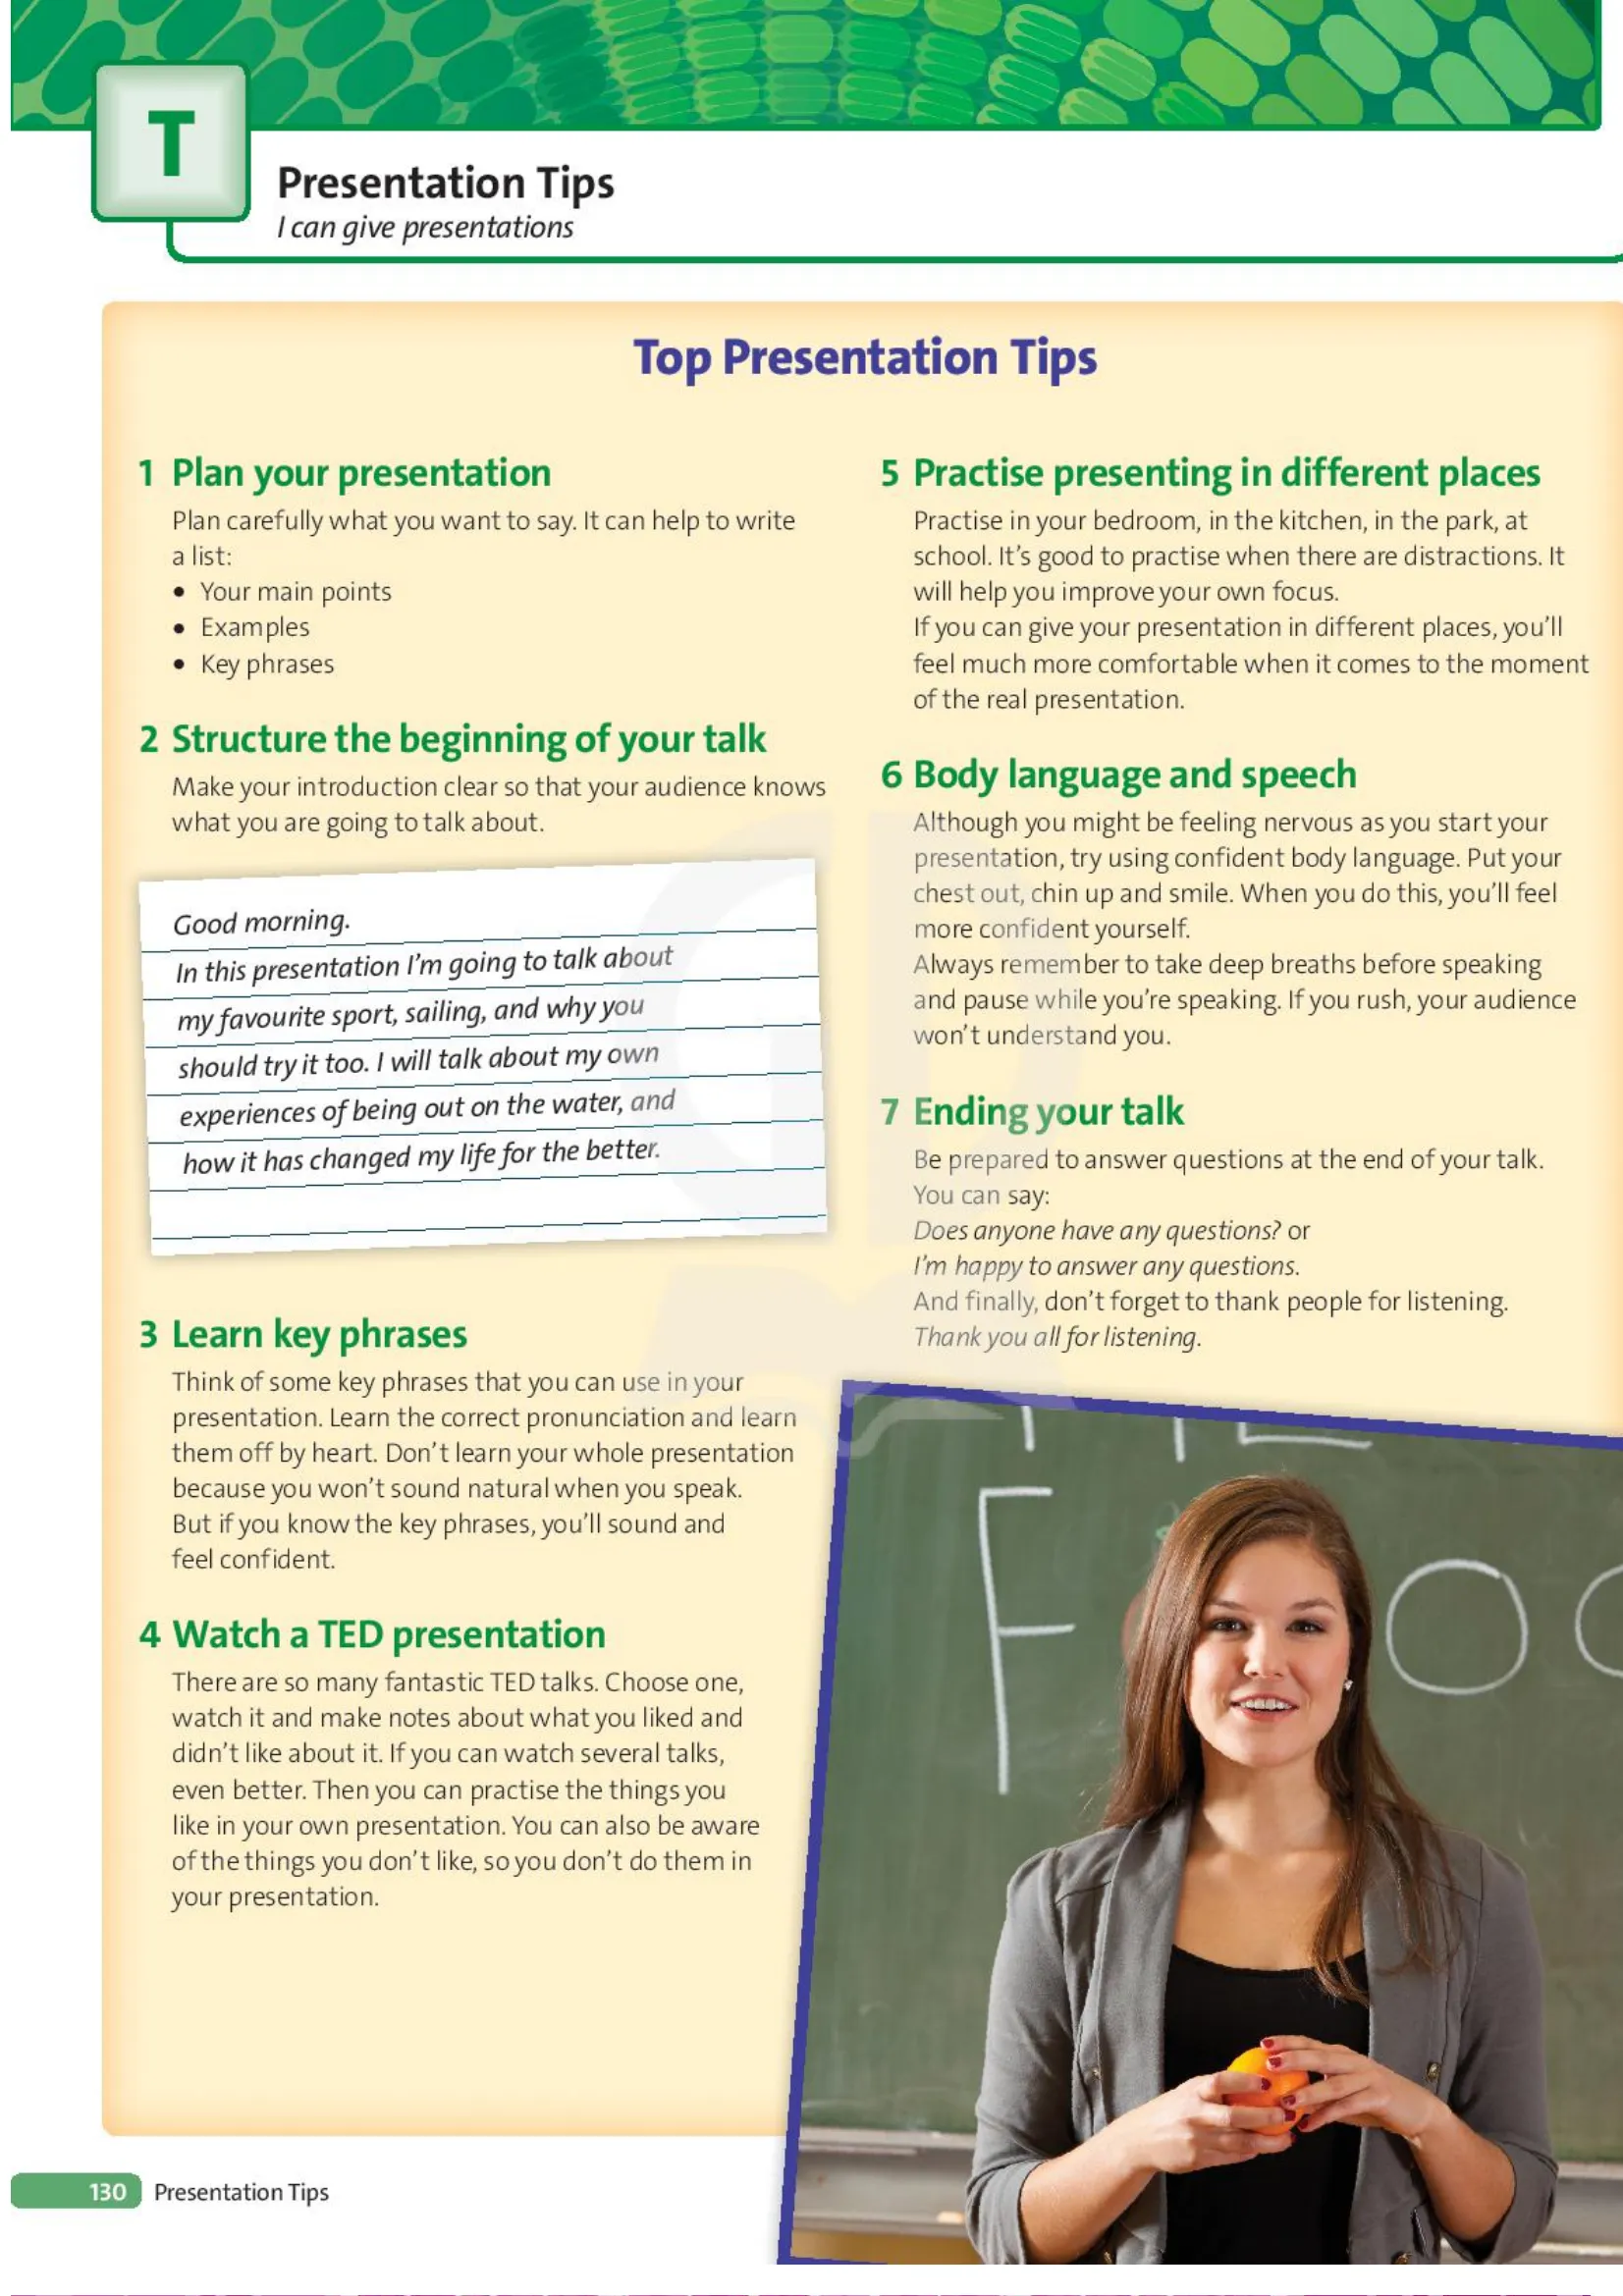 T
Presentation Tips
I can give presentations
Top Presentation Tips
1 Plan your presentation
Plan carefully what you want to say. It can help to write
a list:
• Your main points
• Examples
• Key phrases
2 Structure the beginning of your talk
Make your introduction clear so that your audience knows
what you are going to talk about.
Good morning.
In this presentation I'm going to talk about
my favourite sport, sailing, and why you
should try it too. I will talk about my own
experiences of being out on the water, and
how it has changed my life for the better.
3 Learn key phrases
Think of some key phrases that you can use in your
presentation. Learn the correct pronunciation and learn
them off by heart. Don't learn your whole presentation
because you won't sound natural when you speak.
But if you know the key phrases, you'll sound and
feel confident.
4 Watch a TED presentation
There are so many fantastic TED talks. Choose one,
watch it and make notes about what you liked and
didn't like about it. If you can watch several talks,
even better. Then you can practise the things you
like in your own presentation. You can also be aware
of the things you don't like, so you don't do them in
your presentation.
5 Practise presenting in different places
Practise in your bedroom, in the kitchen, in the park, at
school. It's good to practise when there are distractions. It
will help you improve your own focus.
If you can give your presentation in different places, you'll
feel much more comfortable when it comes to the moment
of the real presentation.
6 Body language and speech
Although you might be feeling nervous as you start your
presentation, try using confident body language. Put your
chest out, chin up and smile. When you do this, you'll feel
more confident yourself.
Always remember to take deep breaths before speaking
and pause while you're speaking. If you rush, your audience
won't understand you.
7 Ending your talk
Be prepared to answer questions at the end of your talk.
You can say:
Does anyone have any questions? or
I'm happy to answer any questions.
And finally, don't forget to thank people for listening.
Thank you all for listening.
130 Presentation Tips